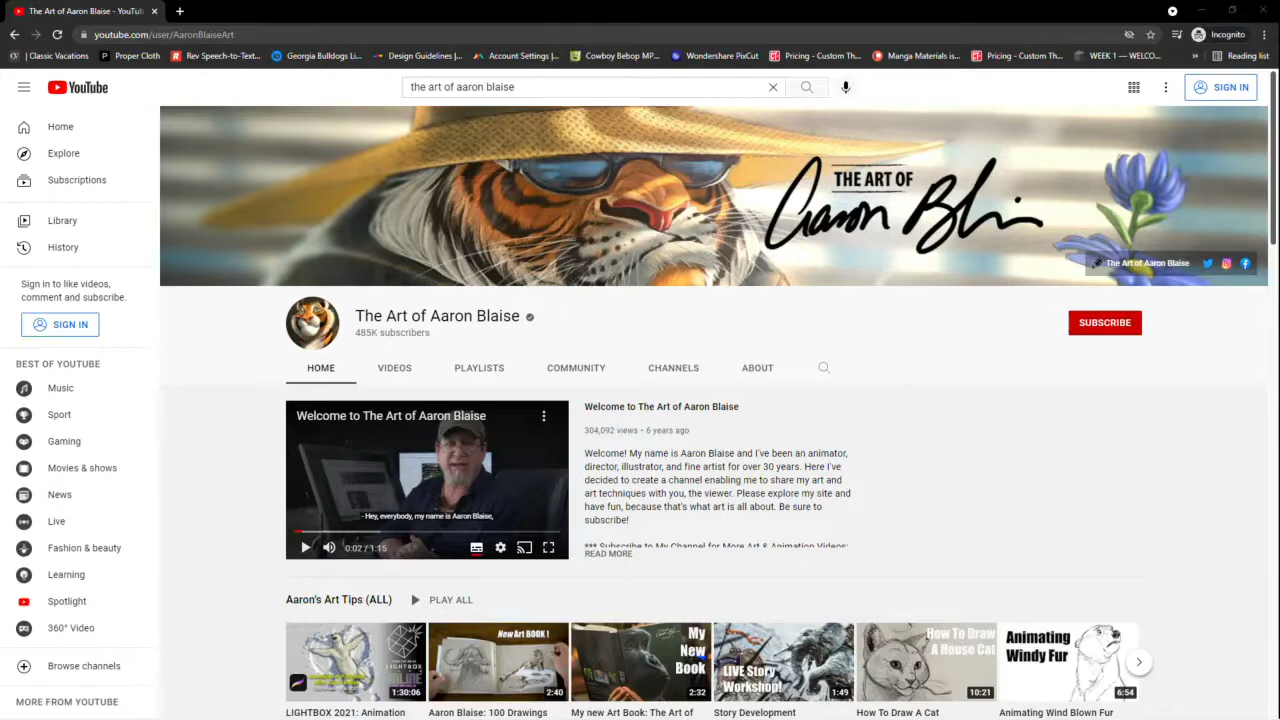 The Art of Aaron Blaise - YouTub
youtube.com/user/AaronBlaiseArt
Incognito
| Classic Vacations
Proper Cloth
Rev Speech-to-Text...
Georgia Bulldogs L...
Design Guidelines |...
Account Settings |...
Cowboy Bebop MP...
Wondershare PixCut
Pricing - Custom Th...
Manga Materials is...
Pricing - Custom Th...
WEEK 1 — WELCO...
Reading list
YouTube
the art of aaron blaise
SIGN IN
Home
Explore
Subscriptions
Library
History
Sign in to like videos,
comment and subscribe.
SIGN IN
BEST OF YOUTUBE
Music
Sport
Gaming
Movies & shows
News
Live
Fashion & beauty
Learning
Spotlight
360° Video
Browse channels
MORE FROM YOUTUBE
THE ART OF
Aaron Blaise
The Art of Aaron Blaise
The Art of Aaron Blaise
485K subscribers
SUBSCRIBE
HOME
VIDEOS
PLAYLISTS
COMMUNITY
CHANNELS
ABOUT
Welcome to The Art of Aaron Blaise
- Hey, everybody, my name is Aaron Blaise,
0:02 / 1:15
Welcome to The Art of Aaron Blaise
304,092 views • 6 years ago
Welcome! My name is Aaron Blaise and I've been an animator,
director, illustrator, and fine artist for over 30 years. Here I've
decided to create a channel enabling me to share my art and
art techniques with you, the viewer. Please explore my site and
have fun, because that's what art is all about. Be sure to
subscribe!
*** Subscribe to My Channel for More Art & Animation Videos:
READ MORE
Aaron's Art Tips (ALL)
PLAY ALL
LIGHTBOX
ONLINE
1:30:06
New Art BOOK !
2:40
My
New
Book
2:32
LIVE Story
Workshop!
1:49
How To Draw
A House Cat
10:21
Animating
Windy Fur
6:54
LIGHTBOX 2021: Animation
Aaron Blaise: 100 Drawings
My new Art Book: The Art of
Story Development
How To Draw A Cat
Animating Wind Blown Fur